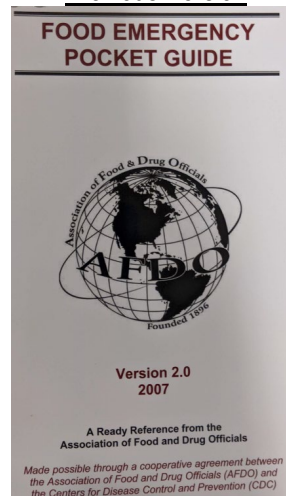 FOOD EMERGENCY
POCKET GUIDE
Association of Food & Drug Officials
AFDO
Founded 1896
Version 2.0
2007
A Ready Reference from the
Association of Food and Drug Officials
Made possible through a cooperative agreement between
the Association of Food and Drug Officials (AFDO) and
the Centers for Disease Control and Prevention (CDC)